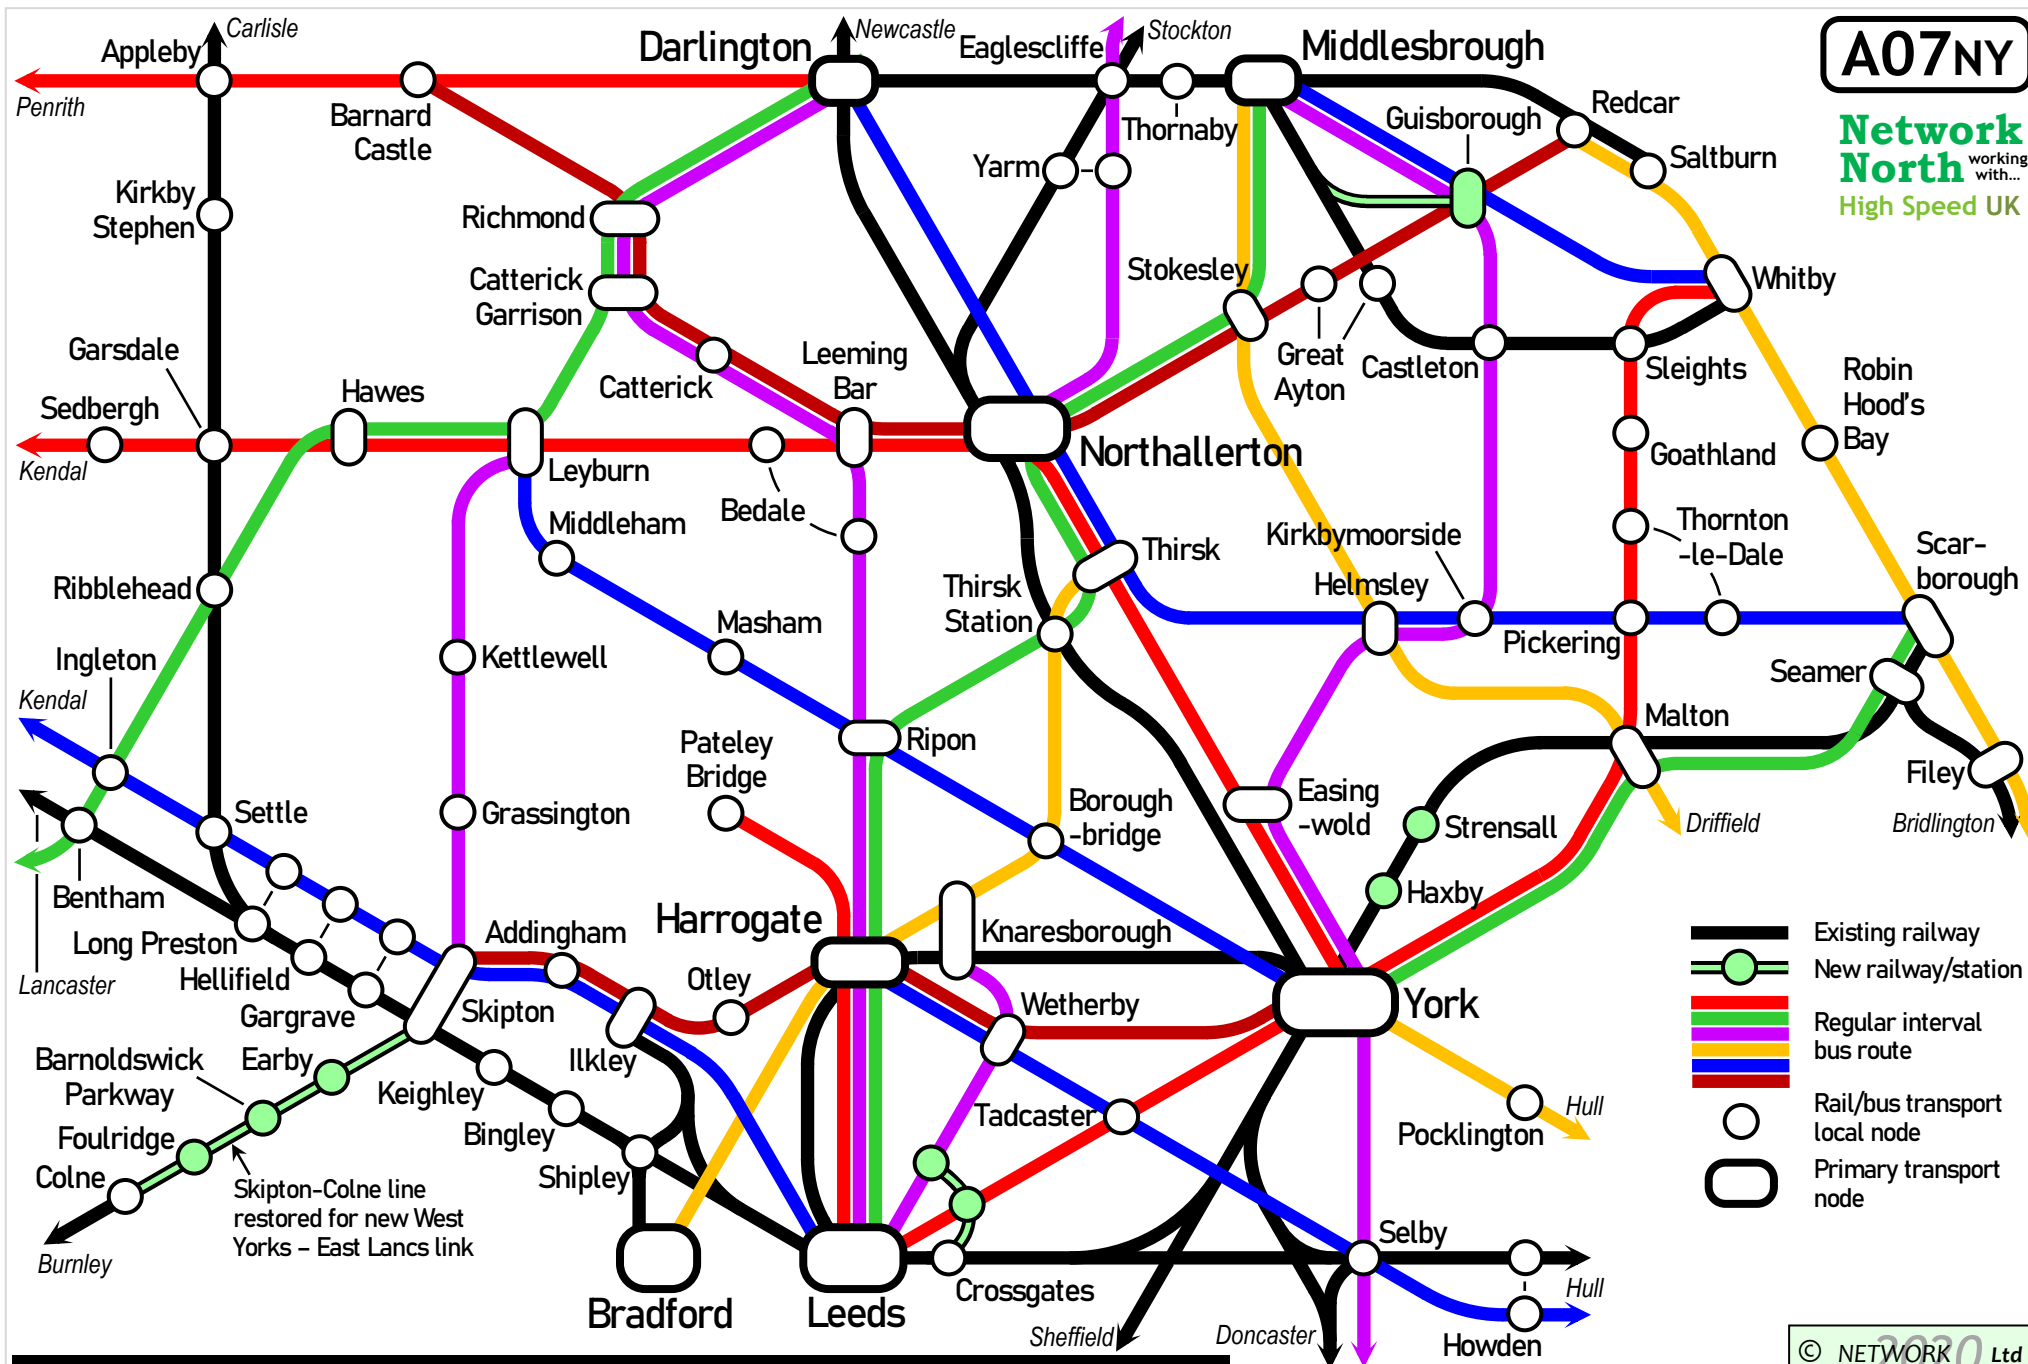 Carlisle
Appleby
Penrith
Barnard
Castle
Darlington
Newcastle
Eaglescliffe
Stockton
Middlesbrough
A07NY
Network
North working
with...
High Speed UK
Thornaby
Guisborough
Redcar
Saltburn
Yarm
Kirkby
Stephen
Richmond
Catterick
Garrison
Stokesley
Whitby
Garsdale
Hawes
Catterick
Leeming
Bar
Great
Ayton
Castleton
Sleights
Robin
Hood's
Bay
Sedbergh
Kendal
Leyburn
Northallerton
Goathland
Bedale
Middleham
Thirsk
Kirkbymoorside
Thornton
-le-Dale
Scar-
borough
Ribblehead
Thirsk
Station
Helmsley
Masham
Pickering
Ingleton
Kettlewell
Seamer
Kendal
Pateley
Bridge
Ripon
Malton
Filey
Settle
Grassington
Borough
-bridge
Easing
-wold
Strensall
Driffield
Bridlington
Bentham
Haxby
Long Preston
Addingham
Harrogate
Knaresborough
Existing railway
Hellifield
Otley
New railway/station
Lancaster
Gargrave
Skipton
Wetherby
York
Regular interval
bus route
Barnoldswick
Parkway
Earby
Ilkley
Keighley
Tadcaster
Hull
Rail/bus transport
local node
Foulridge
Bingley
Pocklington
Colne
Shipley
Primary transport
node
Skipton-Colne line
restored for new West
Yorks – East Lancs link
Selby
Burnley
Crossgates
Hull
Bradford
Leeds
Sheffield
Doncaster
Howden
2020
© NETWORK Ltd